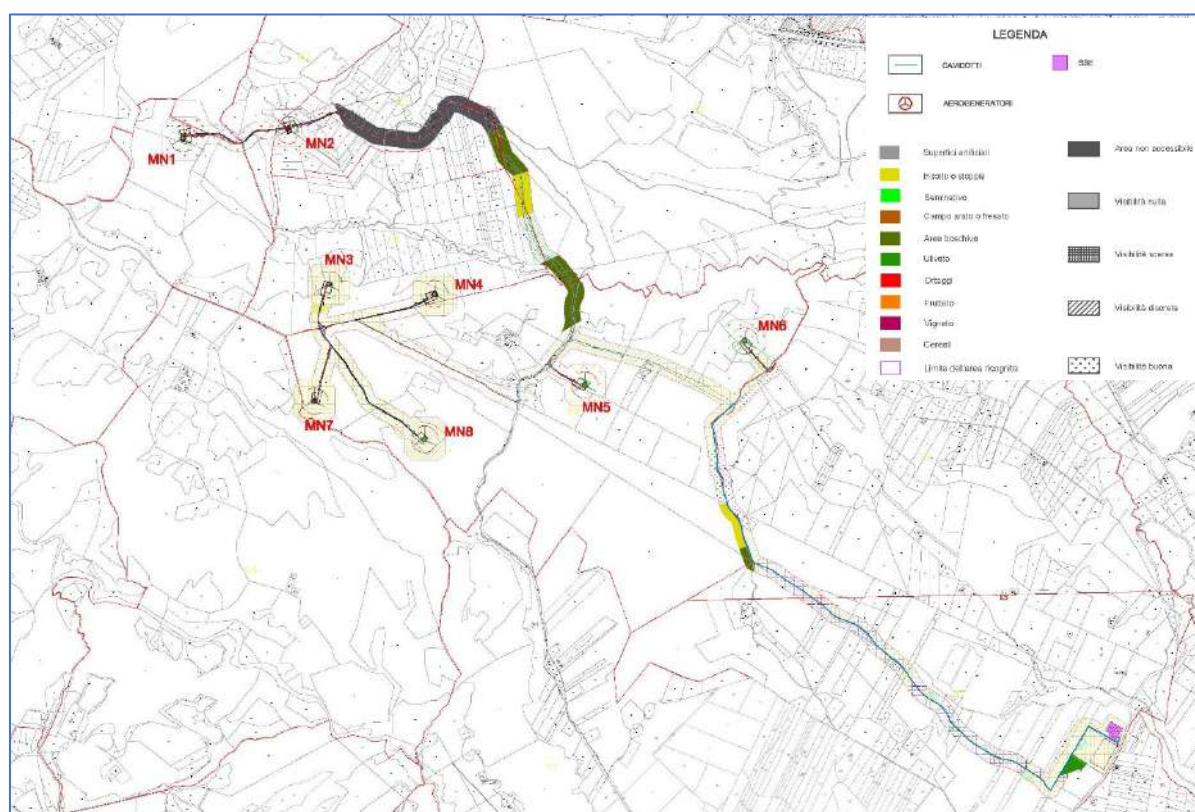 LEGENDA
CAVIDOTTI
SSE
AEROGENERATORI
Superfici artificiali
Incolto o stoppia
Seminativo
Campo arato o fresato
Aree boschive
Uliveto
Ortaggi
Frutteto
Vigneto
Cereali
Limite dell'area ricognita
Area non accessibile
Visibilità nulla
Visibilità scarsa
Visibilità discreta
Visibilità buona
MN1
MN2
MN3
MN4
MN6
MN5
MN7
MN8